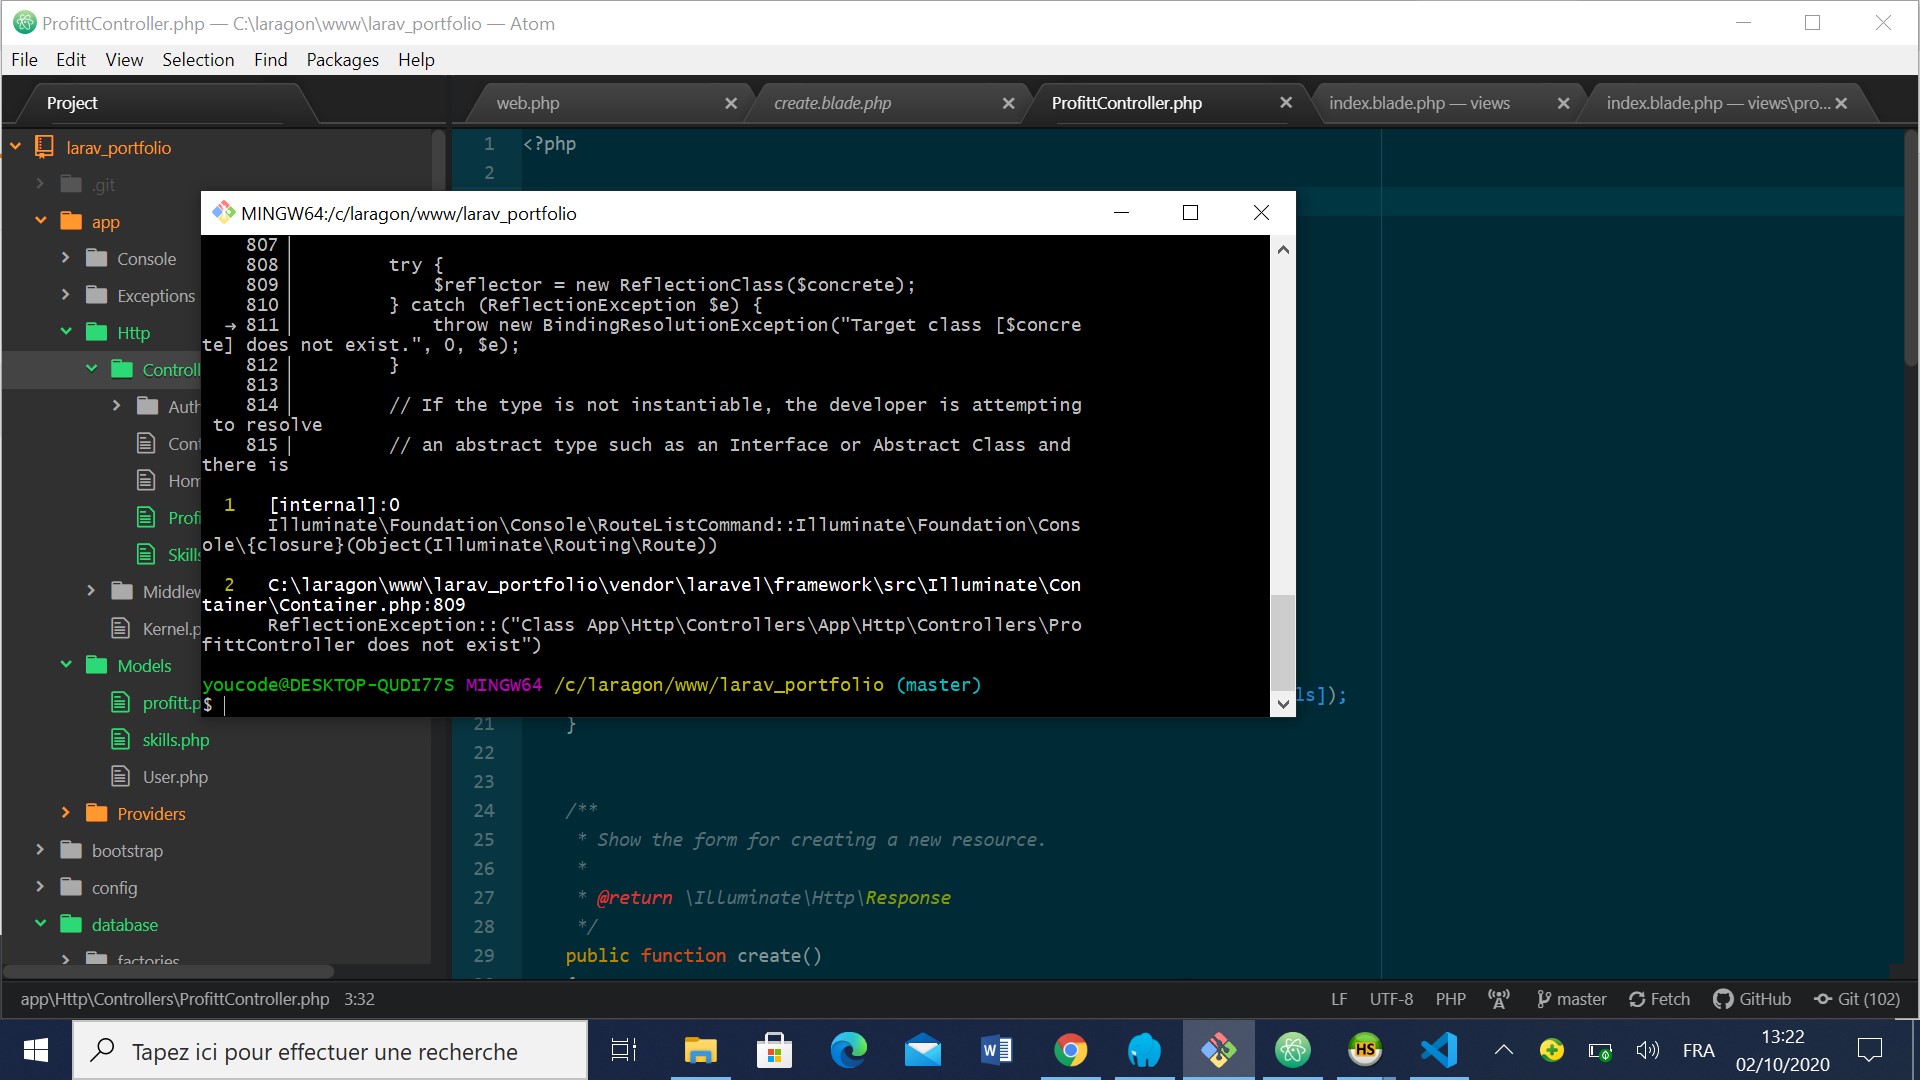 ProfittController.php — C:\laragon\www\larav_portfolio — Atom
File Edit View Selection Find Packages Help
Project
web.php
create.blade.php
ProfittController.php
index.blade.php — views
index.blade.php — views\pro...
larav_portfolio
.git
app
Console
Exceptions
Http
Controll
Auth
Cont
Hom
Profi
Skills
Middlew
Kernel.p
Models
profitt.p
skills.php
User.php
Providers
bootstrap
config
database
factories
1 <?php
2
MINGW64:/c/laragon/www/larav_portfolio
807
808 try {
809 $reflector = new ReflectionClass($concrete);
810 } catch (ReflectionException $e) {
→ 811 throw new BindingResolutionException("Target class [$concre
te] does not exist.", 0, $e);
812 }
813
814 // If the type is not instantiable, the developer is attempting
to resolve
815 // an abstract type such as an Interface or Abstract Class and
there is
1 [internal]:0
Illuminate\Foundation\Console\RouteListCommand::Illuminate\Foundation\Cons
ole\{closure}(Object(Illuminate\Routing\Route))
2 C:\laragon\www\larav_portfolio\vendor\laravel\framework\src\Illuminate\Con
tainer\Container.php:809
ReflectionException::("Class App\Http\Controllers\App\Http\Controllers\Pro
fittController does not exist")
youcode@DESKTOP-QUDI77S MINGW64 /c/laragon/www/larav_portfolio (master)
$
ls]);
21 }
22
23
24 /**
25 * Show the form for creating a new resource.
26 *
27 * @return \Illuminate\Http\Response
28 */
29 public function create()
app\Http\Controllers\ProfittController.php 3:32
LF UTF-8 PHP master Fetch GitHub Git (102)
Tapez ici pour effectuer une recherche
HS
FRA
13:22
02/10/2020